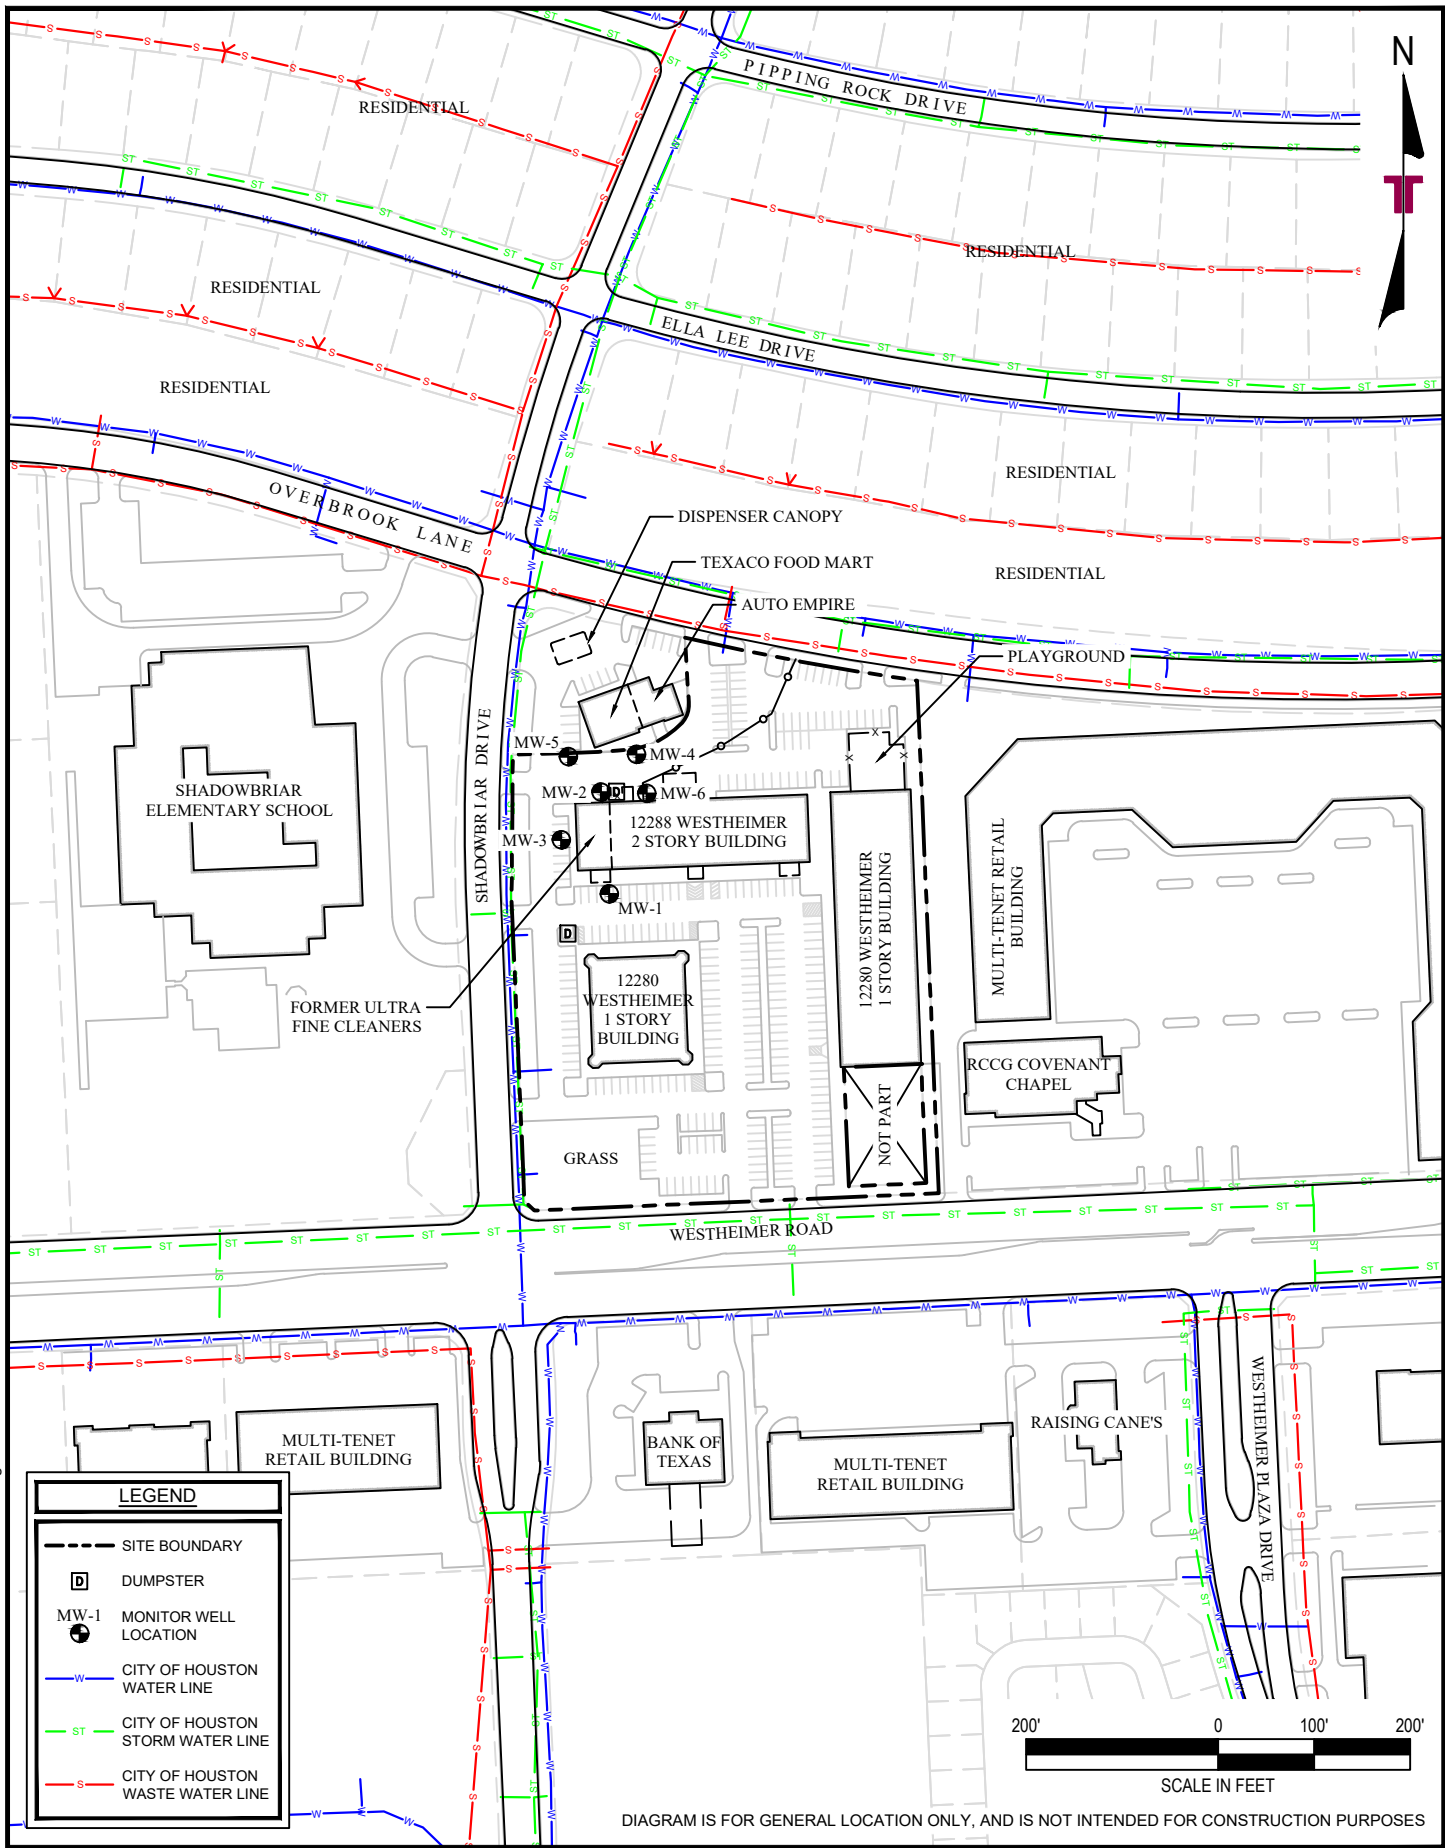 N
PIPPING ROCK DRIVE
RESIDENTIAL
RESIDENTIAL
RESIDENTIAL
ELLA LEE DRIVE
RESIDENTIAL
RESIDENTIAL
OVERBROOK LANE
DISPENSER CANOPY
TEXACO FOOD MART
RESIDENTIAL
AUTO EMPIRE
PLAYGROUND
SHADOWBRIAR DRIVE
MW-5
MW-4
SHADOWBRIAR
ELEMENTARY SCHOOL
MW-2
D
MW-6
12288 WESTHEIMER
2 STORY BUILDING
MW-3
MW-1
D
12280 WESTHEIMER
1 STORY BUILDING
MULTI-TENET RETAIL
BUILDING
FORMER ULTRA
FINE CLEANERS
12280
WESTHEIMER
1 STORY
BUILDING
RCCG COVENANT
CHAPEL
NOT PART
GRASS
WESTHEIMER ROAD
MULTI-TENET
RETAIL BUILDING
BANK OF
TEXAS
MULTI-TENET
RETAIL BUILDING
RAISING CANE'S
WESTHEIMER PLAZA DRIVE
LEGEND
SITE BOUNDARY
D DUMPSTER
MW-1 MONITOR WELL
LOCATION
W CITY OF HOUSTON
WATER LINE
ST CITY OF HOUSTON
STORM WATER LINE
S CITY OF HOUSTON
WASTE WATER LINE
200' 0 100' 200'
SCALE IN FEET
DIAGRAM IS FOR GENERAL LOCATION ONLY, AND IS NOT INTENDED FOR CONSTRUCTION PURPOSES